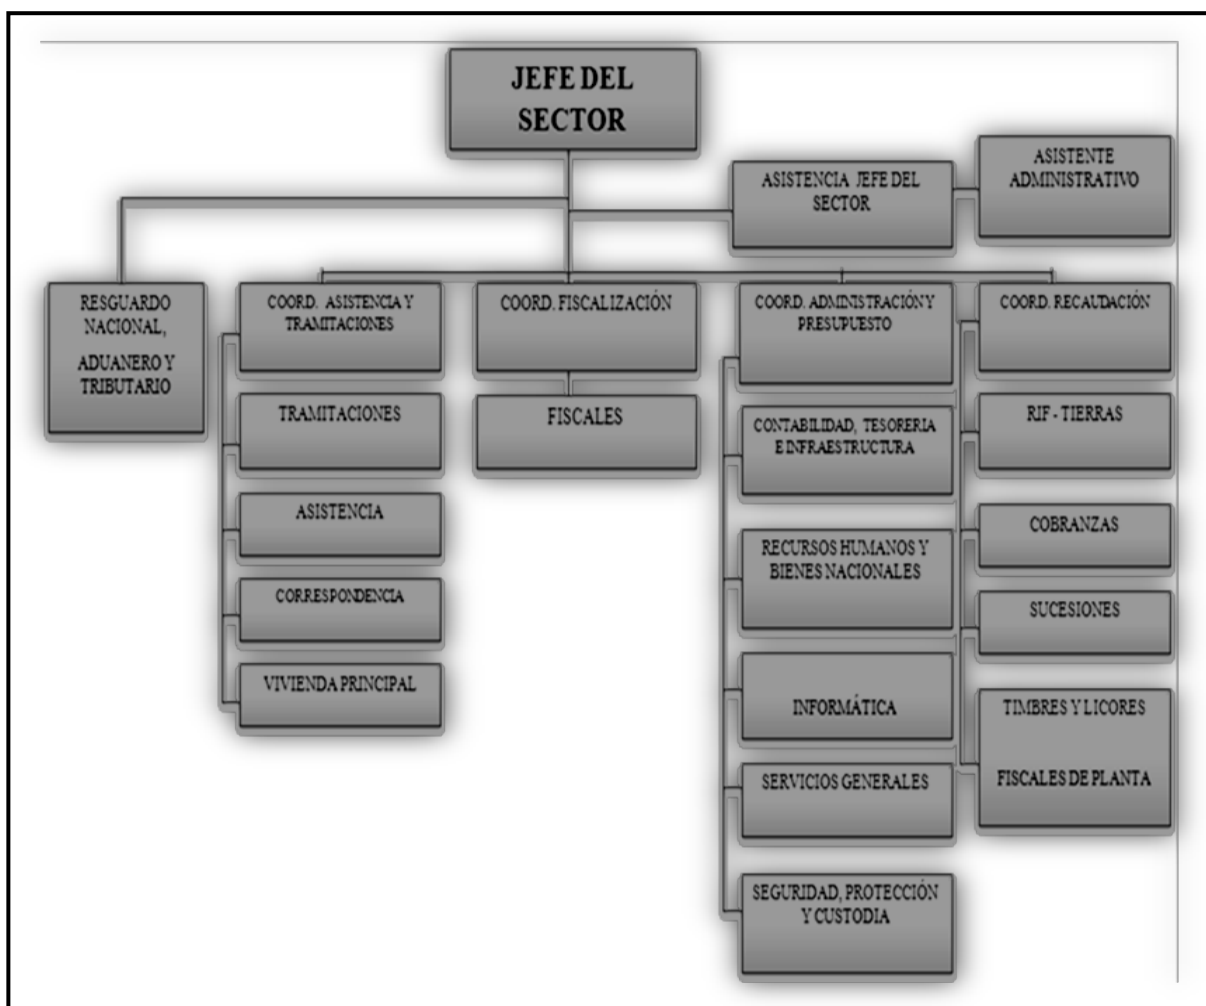 JEFE DEL
SECTOR
ASISTENCIA JEFE DEL
SECTOR
ASISTENTE
ADMINISTRATIVO
RESGUARDO
NACIONAL,
ADUANERO Y
TRIBUTARIO
COORD. ASISTENCIA Y
TRAMITACIONES
TRAMITACIONES
ASISTENCIA
CORRESPONDENCIA
VIVIENDA PRINCIPAL
COORD. FISCALIZACIÓN
FISCALES
COORD. ADMINISTRACIÓN Y
PRESUPUESTO
CONTABILIDAD, TESORERIA
E INFRAESTRUCTURA
RECURSOS HUMANOS Y
BIENES NACIONALES
INFORMÁTICA
SERVICIOS GENERALES
SEGURIDAD, PROTECCIÓN
Y CUSTODIA
COORD. RECAUDACIÓN
RIF - TIERRAS
COBRANZAS
SUCESIONES
TIMBRES Y LICORES
FISCALES DE PLANTA